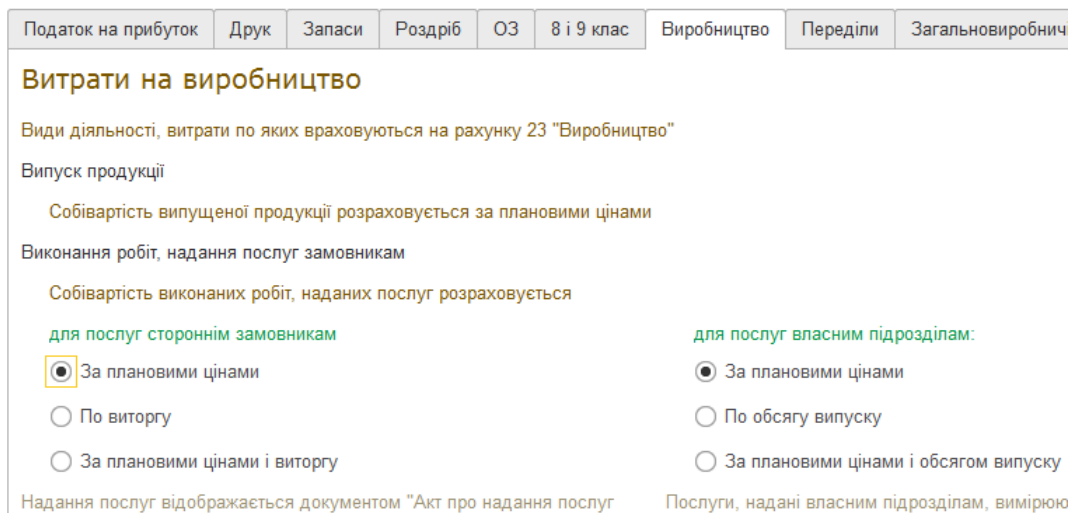 Податок на прибуток Друк Запаси Роздріб ОЗ 8 і 9 клас Виробництво Переділи
Витрати на виробництво
Види діяльності, витрати по яких враховуються на рахунку 23 "Виробництво"
Випуск продукції
Собівартість випущеної продукції розраховується за плановими цінами
Виконання робіт, надання послуг замовникам
Собівартість виконаних робіт, наданих послуг розраховується
для послуг стороннім замовникам для послуг власним підрозділам:
За плановими цінами За плановими цінами
По виторгу По обсягу випуску
За плановими цінами і виторгу За плановими цінами і обсягом випуску
Надання послуг відображається документом "Акт про надання послуг Послуги, надані власним підрозділам,